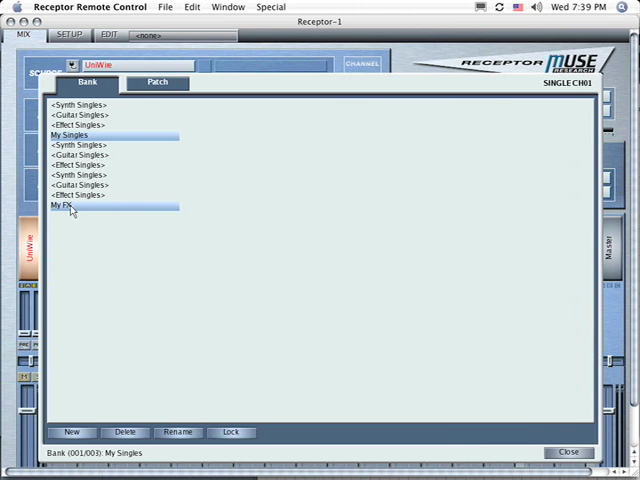 Receptor Remote Control File Edit Window Special Wed 7:39 PM
Receptor-1
MIX SETUP EDIT <none>
UniWire
CHANNEL
RECEPTOR MUSE RESEARCH
Bank Patch SINGLE CH01
<Synth Singles>
<Guitar Singles>
<Effect Singles>
My Singles
<Synth Singles>
<Guitar Singles>
<Effect Singles>
<Synth Singles>
<Guitar Singles>
<Effect Singles>
My FX
UniWire
Master
PRE
M
New Delete Rename Lock
Bank (001/003): My Singles Close